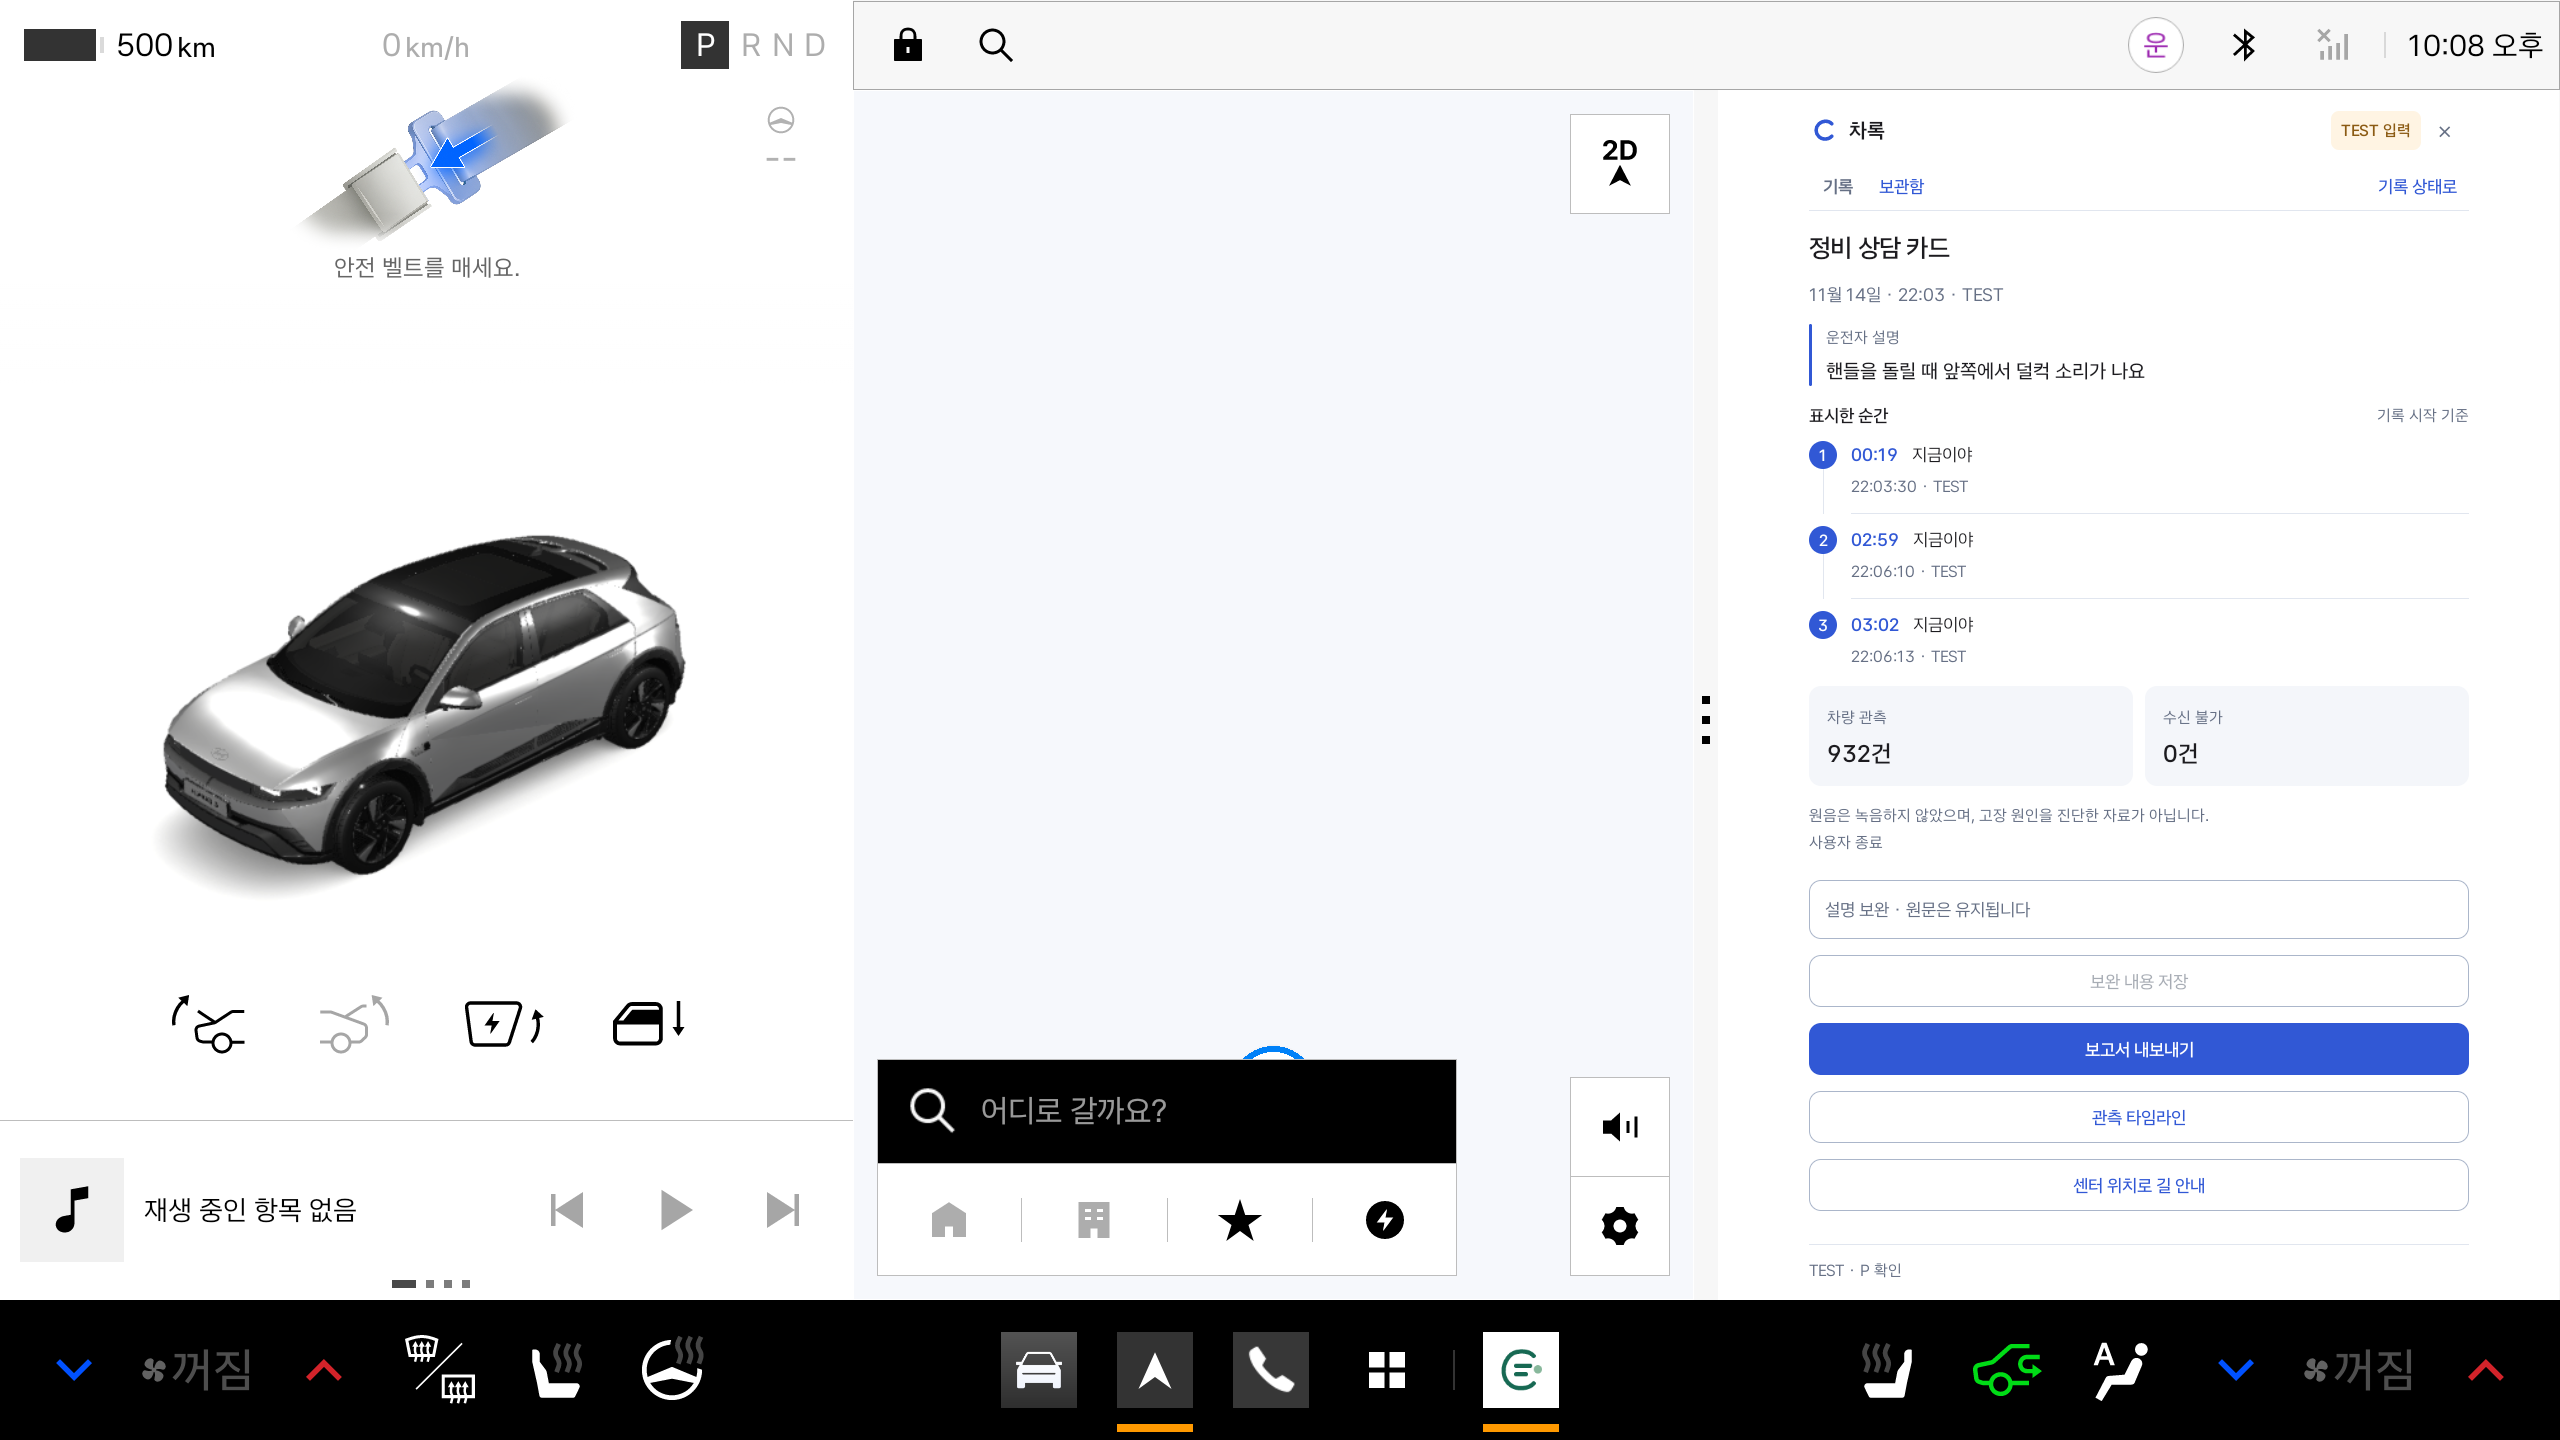 500 km
0 km/h
P R N D
안전 벨트를 매세요.
재생 중인 항목 없음
운
10:08 오후
2D
어디로 갈까요?
차록
TEST 입력
기록 보관함
기록 상태로
정비 상담 카드
11월 14일 · 22:03 · TEST
운전자 설명
핸들을 돌릴 때 앞쪽에서 덜컥 소리가 나요
표시한 순간
기록 시작 기준
1 00:19 지금이야
22:03:30 · TEST
2 02:59 지금이야
22:06:10 · TEST
3 03:02 지금이야
22:06:13 · TEST
차량 관측
932건
수신 불가
0건
원음은 녹음하지 않았으며, 고장 원인을 진단한 자료가 아닙니다.
사용자 종료
설명 보완 · 원문은 유지됩니다
보완 내용 저장
보고서 내보내기
관측 타임라인
센터 위치로 길 안내
TEST · P 확인
꺼짐
A
꺼짐